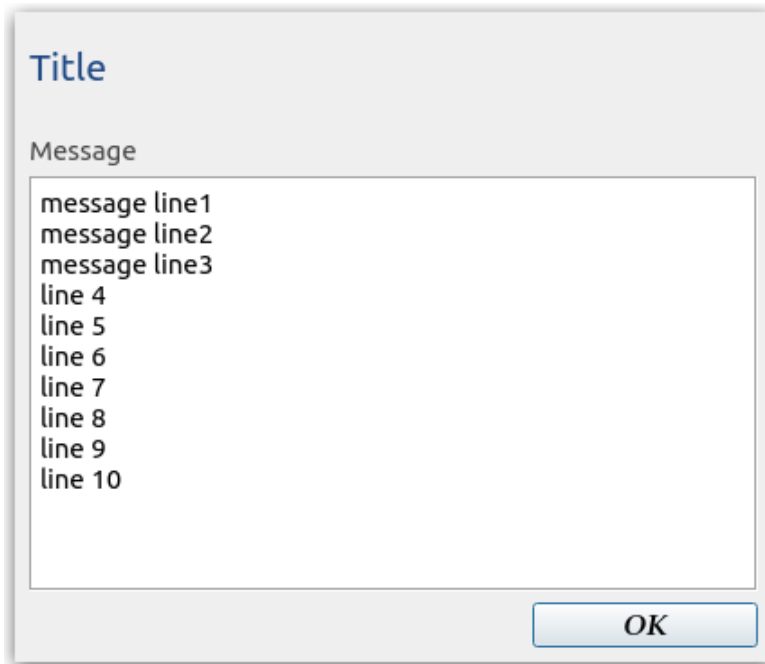 Title
Message
message line1
message line2
message line3
line 4
line 5
line 6
line 7
line 8
line 9
line 10
OK